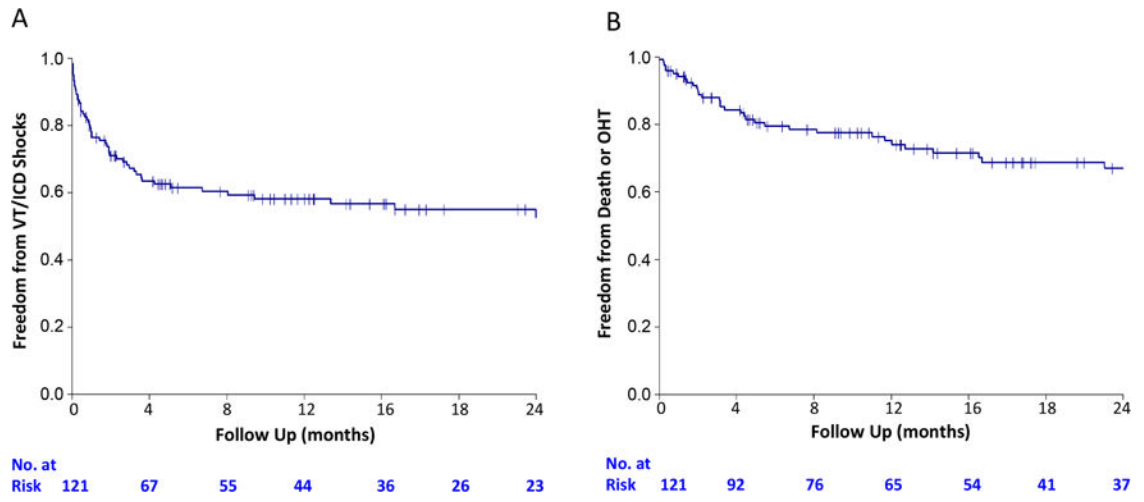 A
Freedom from VT/ICD Shocks
1.0
0.8
0.6
0.4
0.2
0.0
0 4 8 12 16 18 24
Follow Up (months)
No. at
Risk 121 67 55 44 36 26 23
B
Freedom from Death or OHT
1.0
0.8
0.6
0.4
0.2
0.0
0 4 8 12 16 18 24
Follow Up (months)
No. at
Risk 121 92 76 65 54 41 37